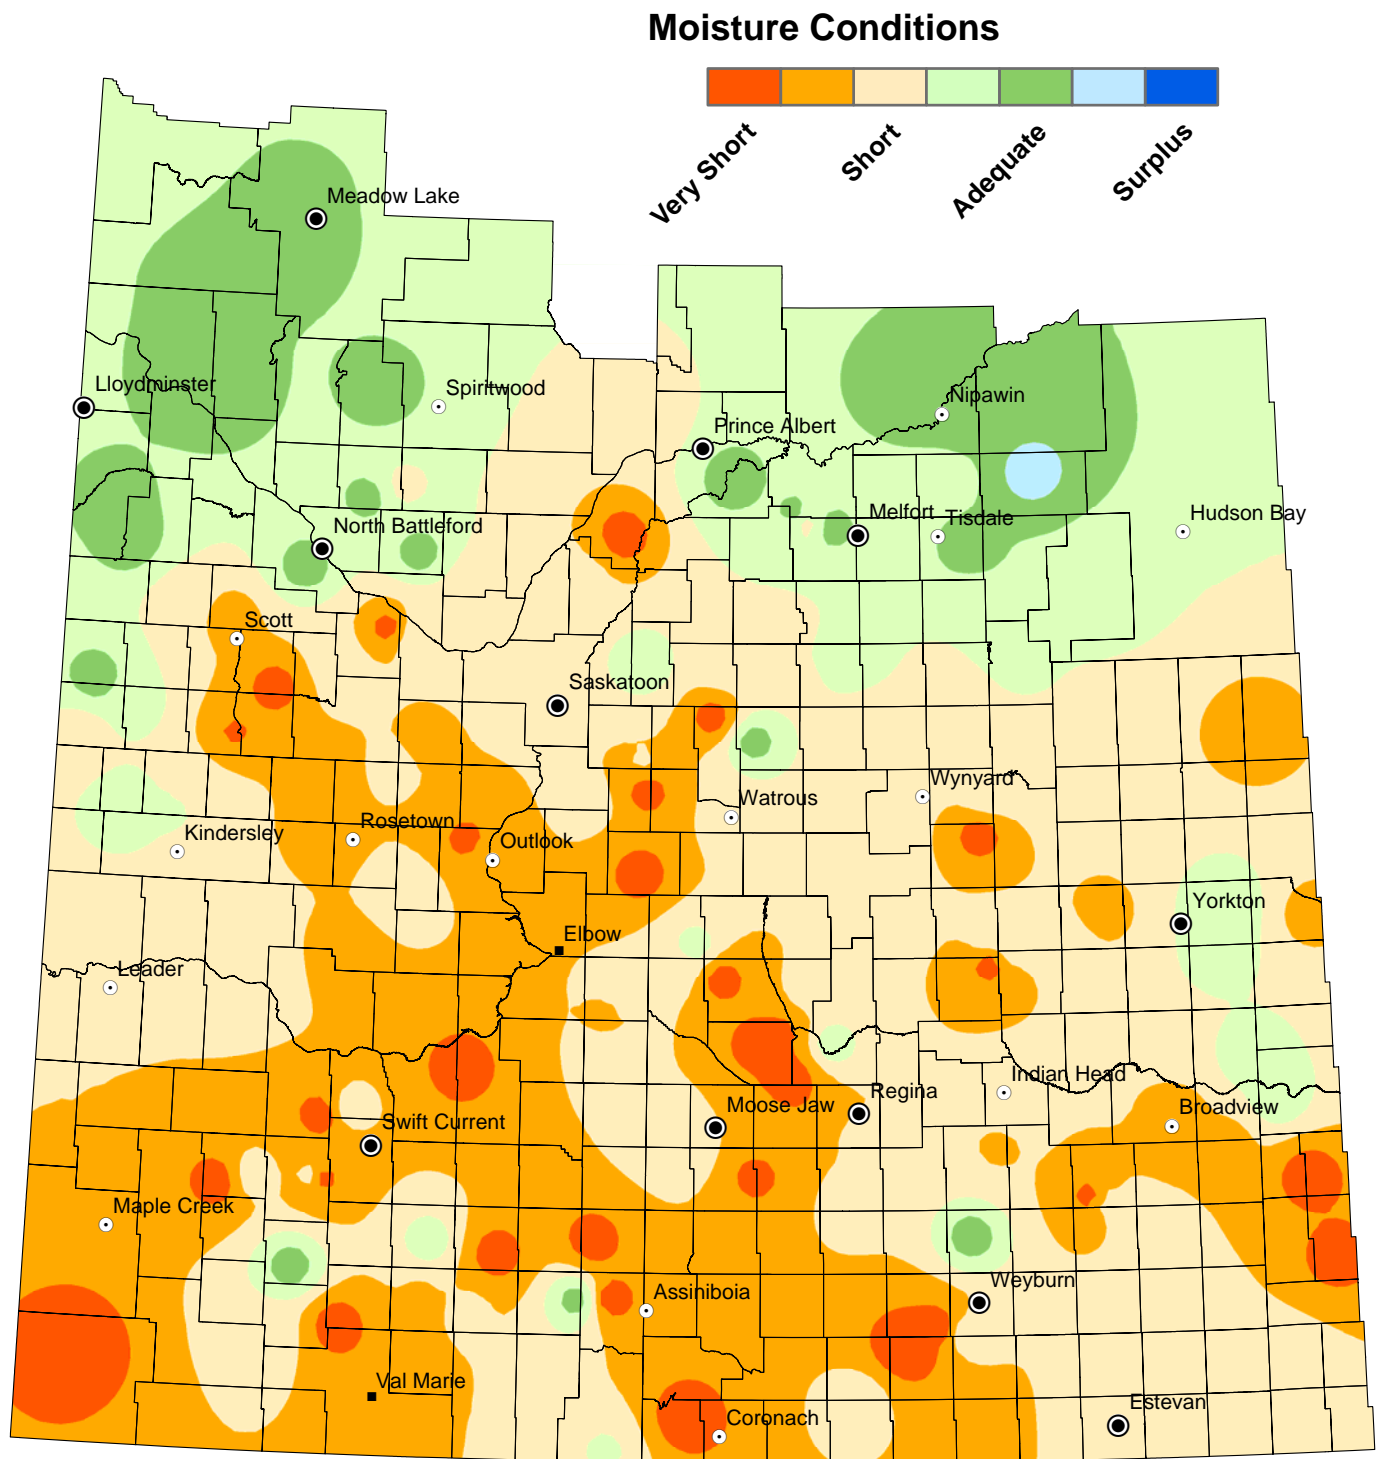 Moisture Conditions
Very Short
Short
Adequate
Surplus
Meadow Lake
Lloydminster
Spiritwood
Nipawin
Prince Albert
North Battleford
Melfort
Tisdale
Hudson Bay
Scott
Saskatoon
Wynyard
Watrous
Kindersley
Rosetown
Outlook
Yorkton
Elbow
Leader
Indian Head
Regina
Moose Jaw
Broadview
Swift Current
Maple Creek
Weyburn
Assiniboia
Val Marie
Estevan
Coronach